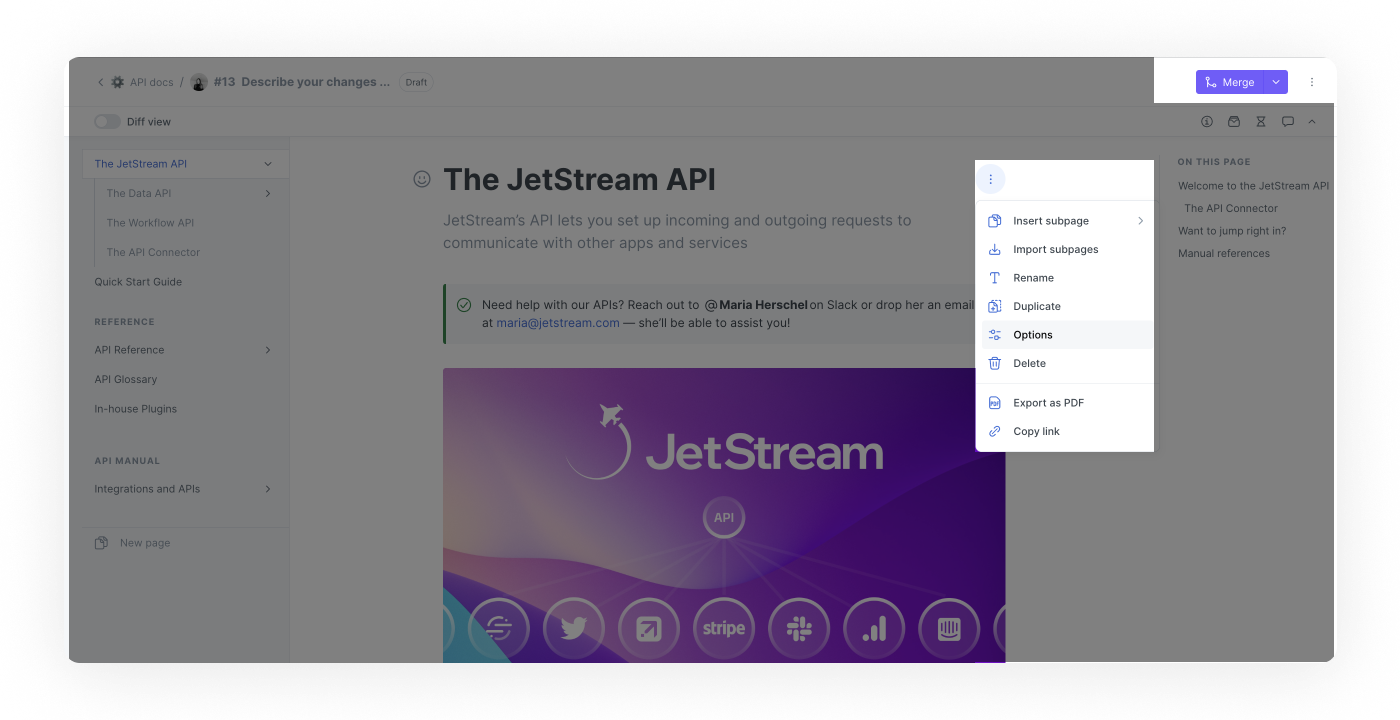 API docs / #13 Describe your changes ... Draft
Merge
Diff view
The JetStream API
The Data API
The Workflow API
The API Connector
Quick Start Guide
REFERENCE
API Reference
API Glossary
In-house Plugins
API MANUAL
Integrations and APIs
New page
The JetStream API
JetStream's API lets you set up incoming and outgoing requests to
communicate with other apps and services
Need help with our APIs? Reach out to @Maria Herschel on Slack or drop her an email
at maria@jetstream.com — she'll be able to assist you!
JetStream
API
stripe
Insert subpage
Import subpages
Rename
Duplicate
Options
Delete
PDF Export as PDF
Copy link
ON THIS PAGE
Welcome to the JetStream API
The API Connector
Want to jump right in?
Manual references